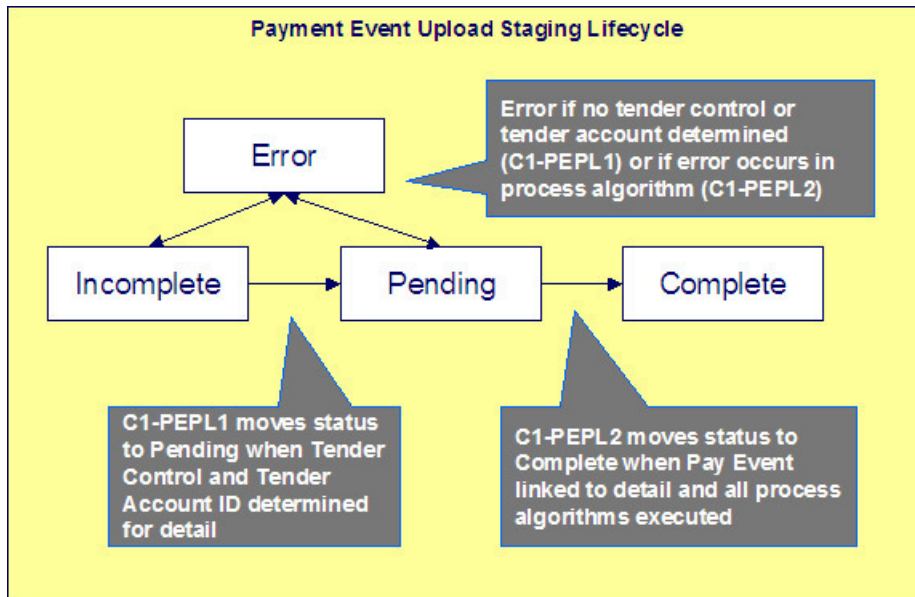 Payment Event Upload Staging Lifecycle
Error if no tender control or
tender account determined
(C1-PEPL1) or if error occurs in
process algorithm (C1-PEPL2)
Error
Incomplete
Pending
Complete
C1-PEPL1 moves status
to Pending when Tender
Control and Tender
Account ID determined
for detail
C1-PEPL2 moves status to
Complete when Pay Event
linked to detail and all process
algorithms executed